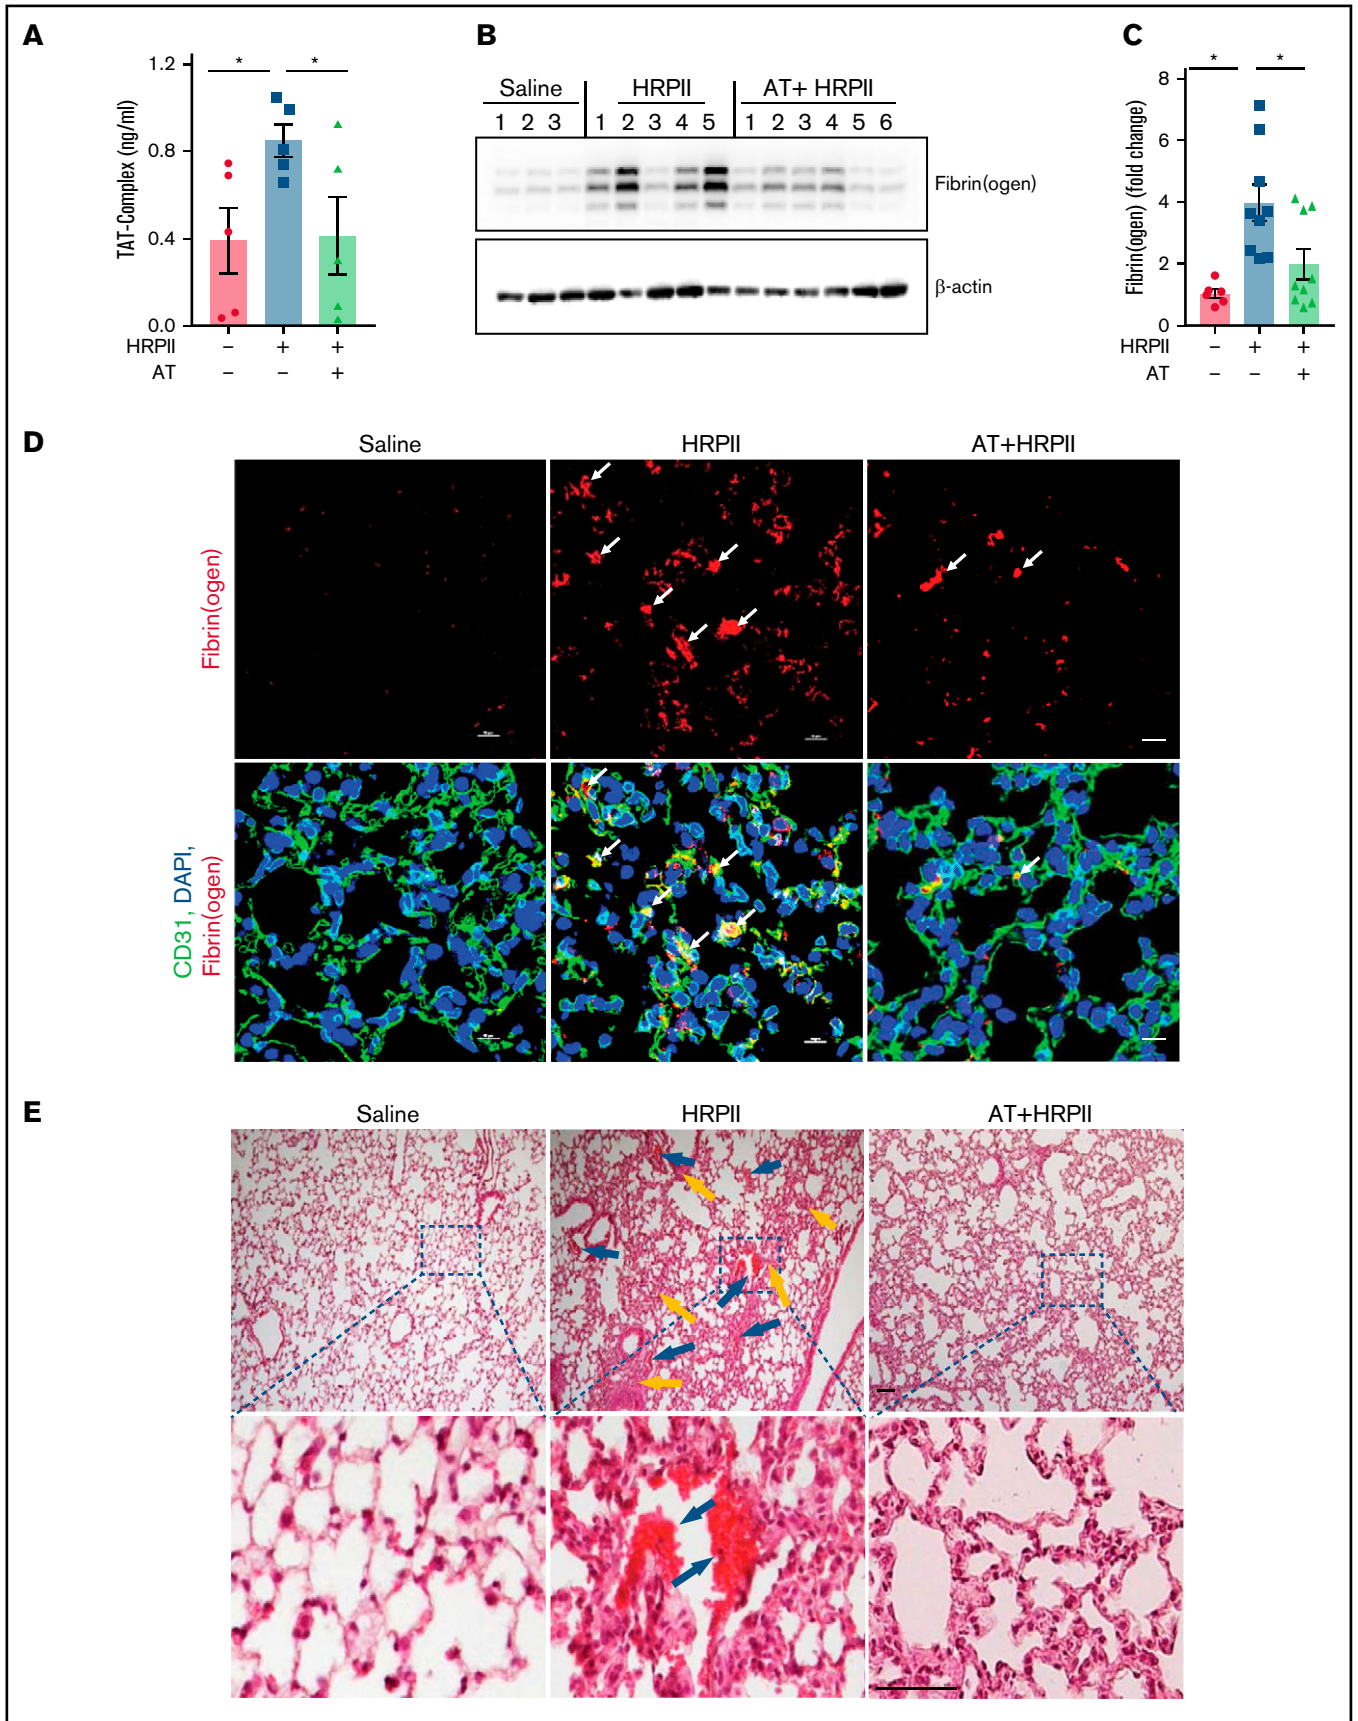 A
1.2
0.8
0.4
0.0
TAT-Complex (ng/ml)
* *
HRPII – + +
AT – – +
B
Saline HRPII AT+ HRPII
1 2 3 1 2 3 4 5 1 2 3 4 5 6
Fibrin(ogen)
β-actin
C
8
6
4
2
0
Fibrin(ogen) (fold change)
* *
HRPII – + +
AT – – +
D
Saline HRPII AT+HRPII
Fibrin(ogen)
CD31, DAPI,
Fibrin(ogen)
E
Saline HRPII AT+HRPII